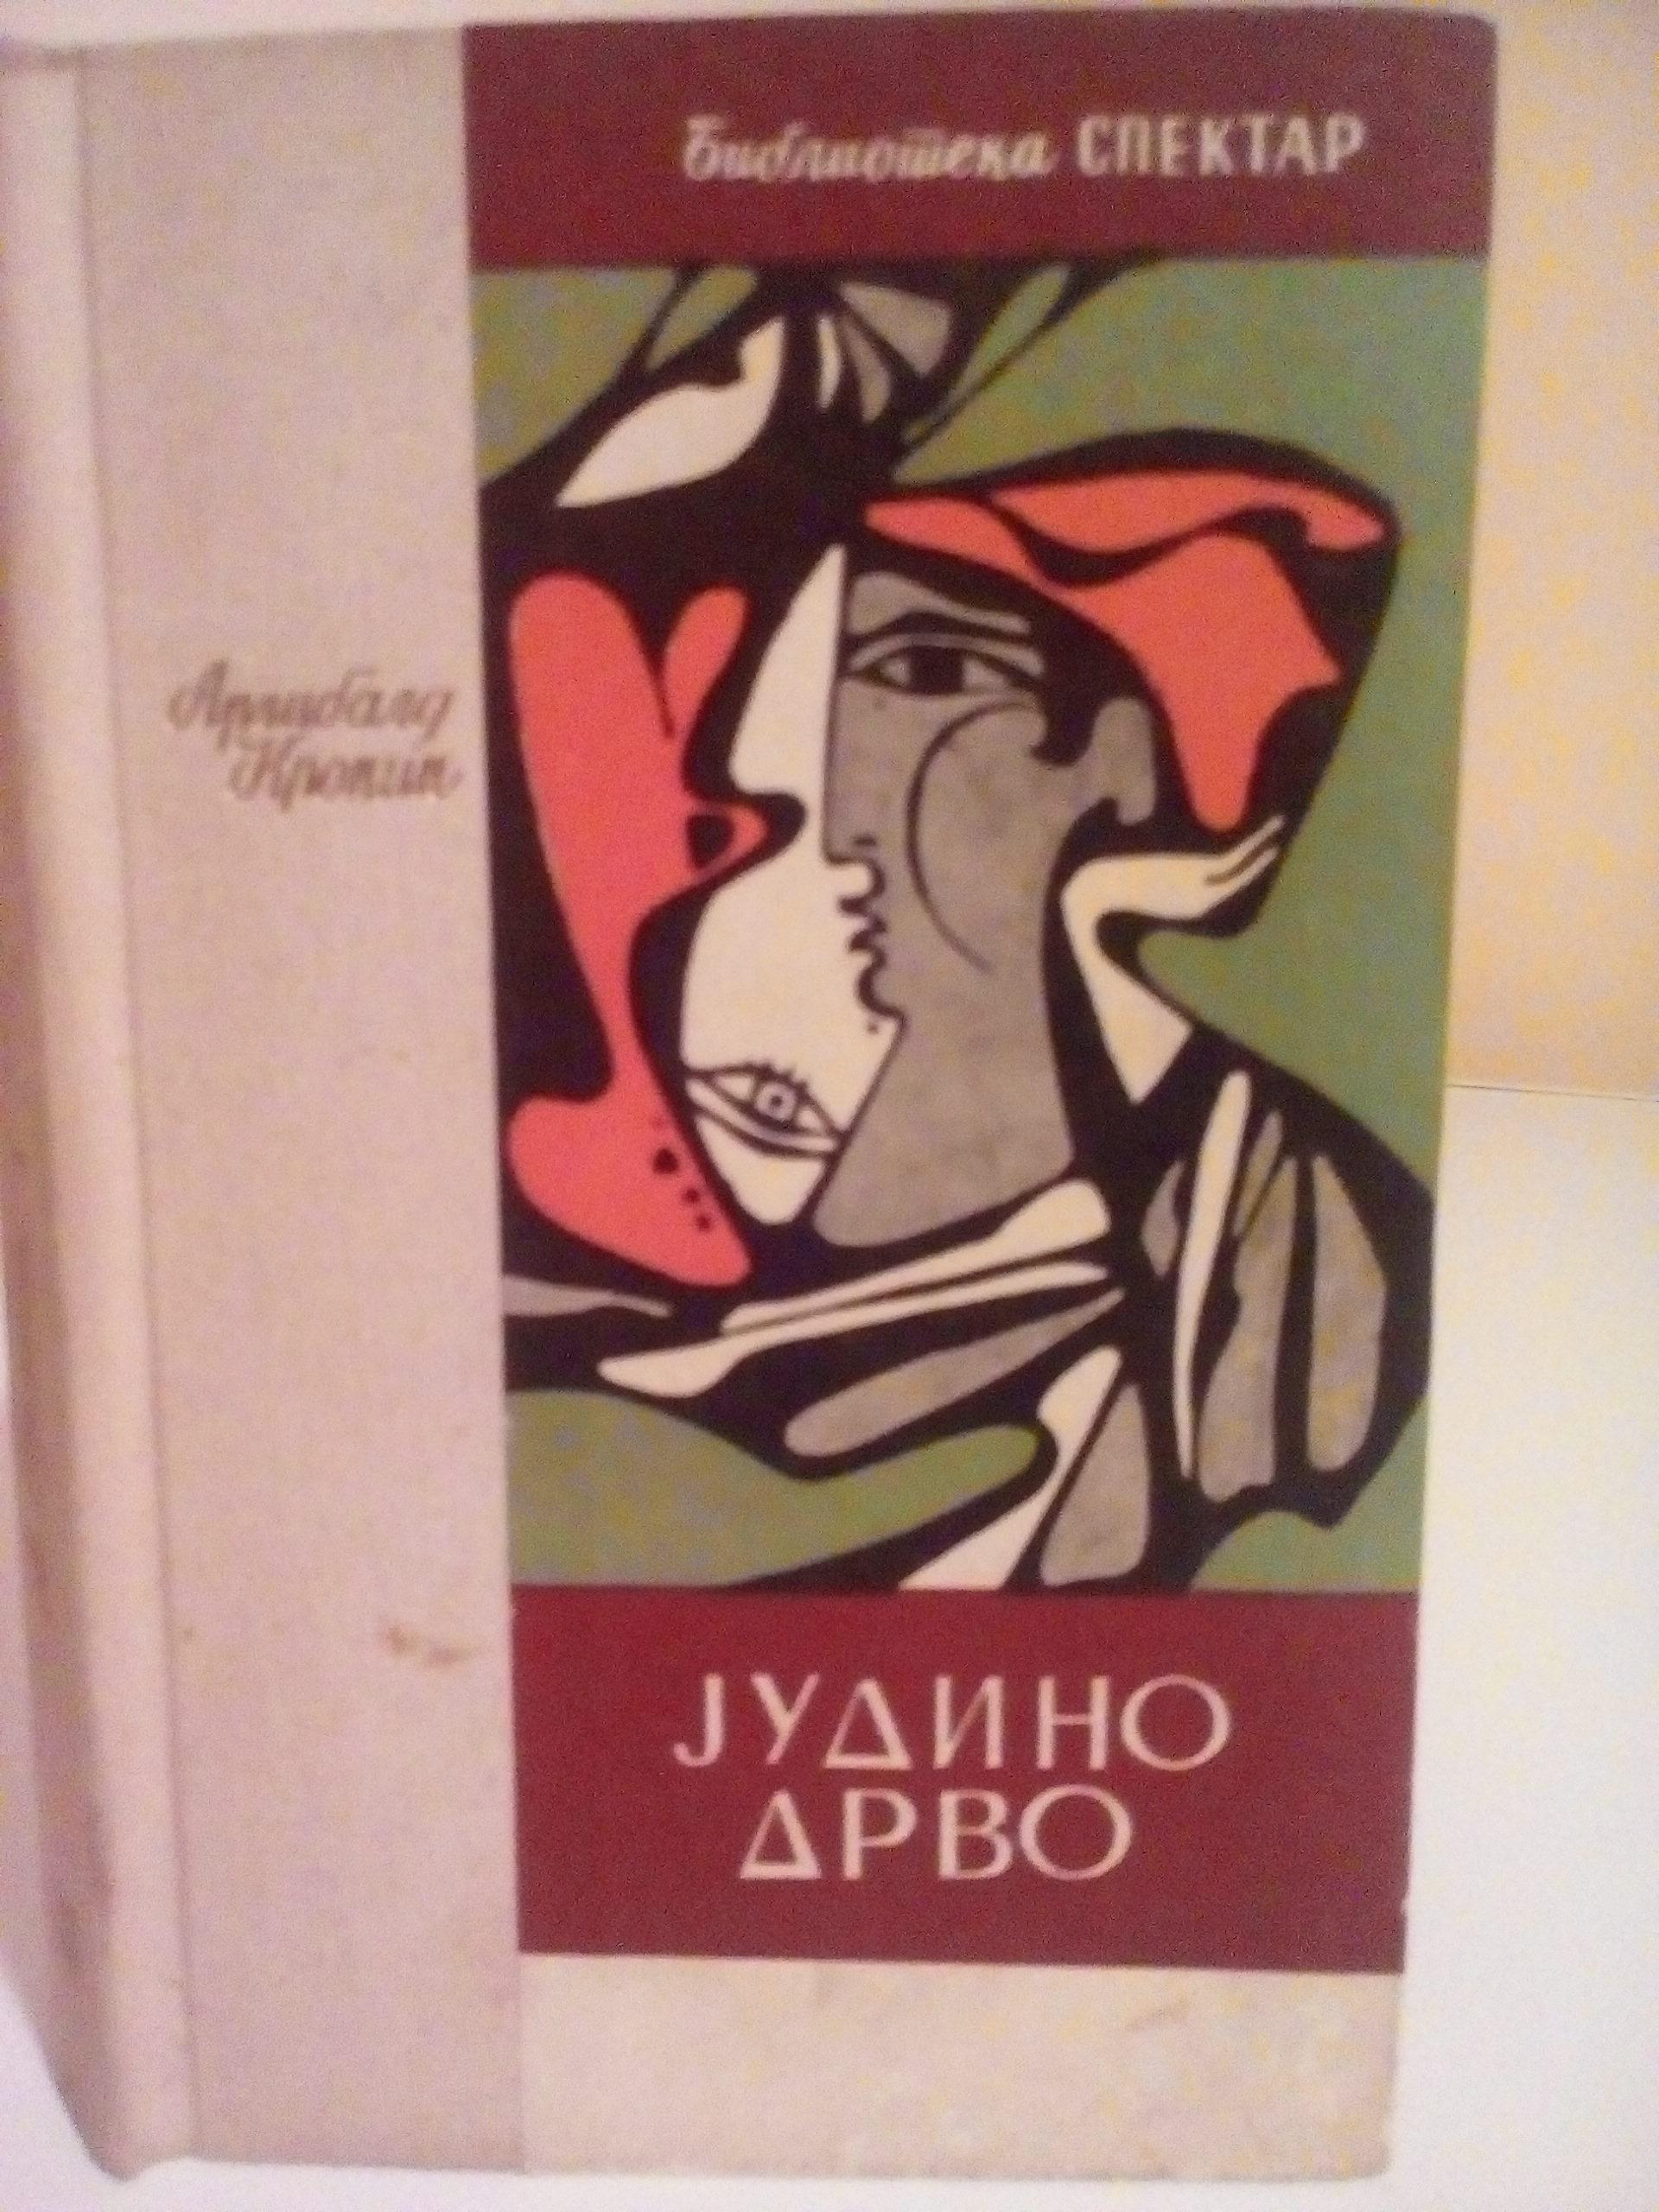 Библиотека СПЕКТАР
Арчибалд
Кронин
ЈУДИНО
ДРВО